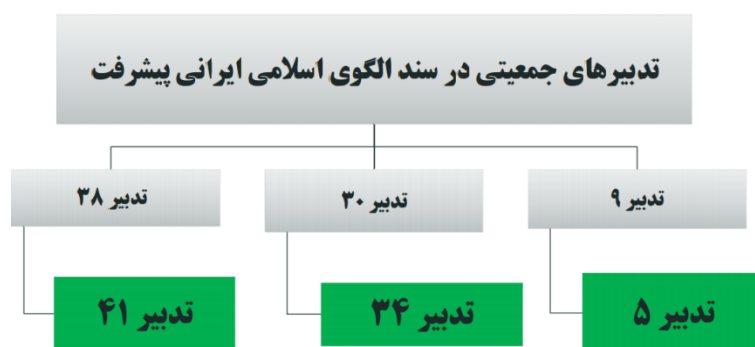 تدبیرهای جمعیتی در سند الگوی اسلامی ایرانی پیشرفت
تدبیر ۹
تدبیر ۳۰
تدبیر ۳۸
تدبیر ۵
تدبیر ۳۴
تدبیر ۴۱